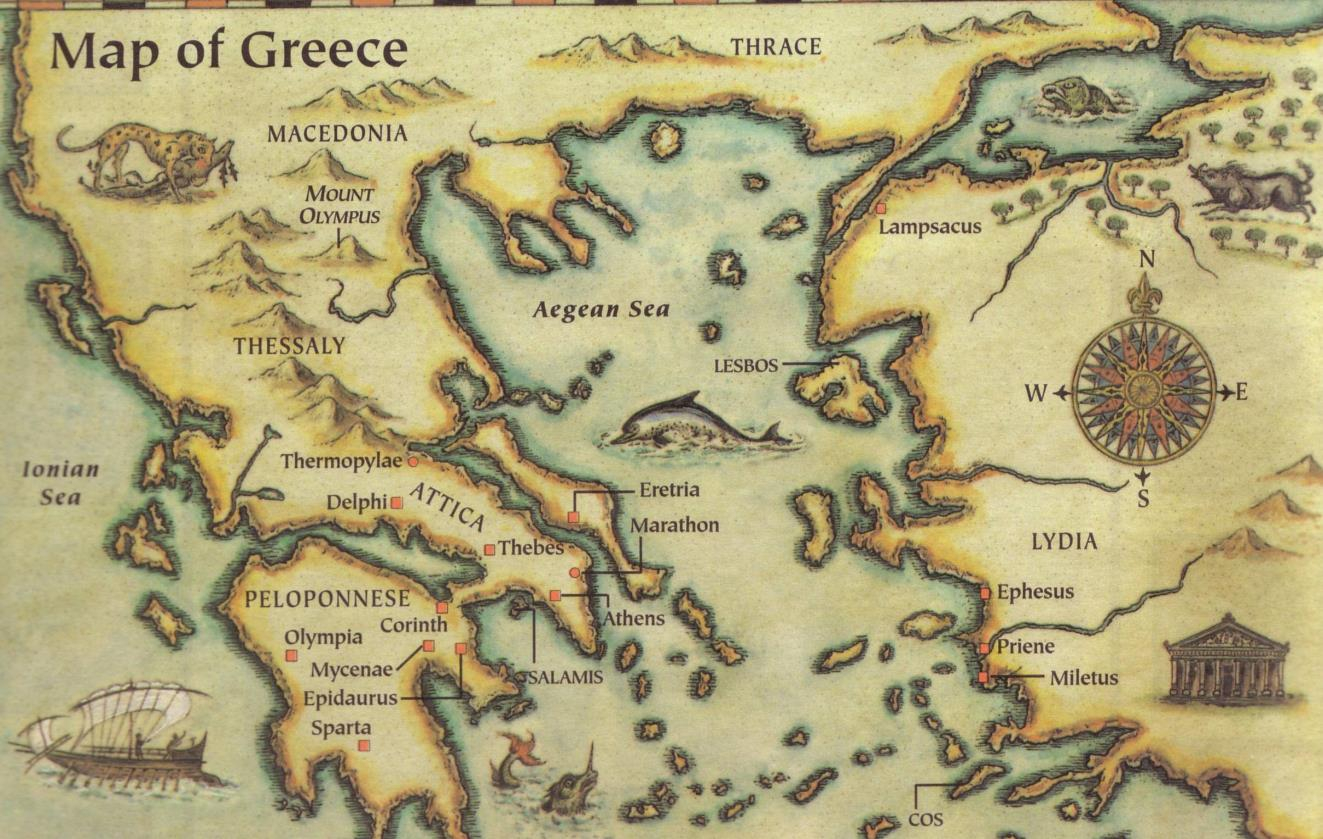 Map of Greece
THRACE
MACEDONIA
MOUNT
OLYMPUS
Lampsacus
N
Aegean Sea
THESSALY
LESBOS
W
E
Ionian
Sea
Thermopylae
S
Delphi
ATTICA
Eretria
Marathon
Thebes
LYDIA
PELOPONNESE
Ephesus
Corinth
Athens
Olympia
Priene
Mycenae
SALAMIS
Miletus
Epidaurus
Sparta
COS